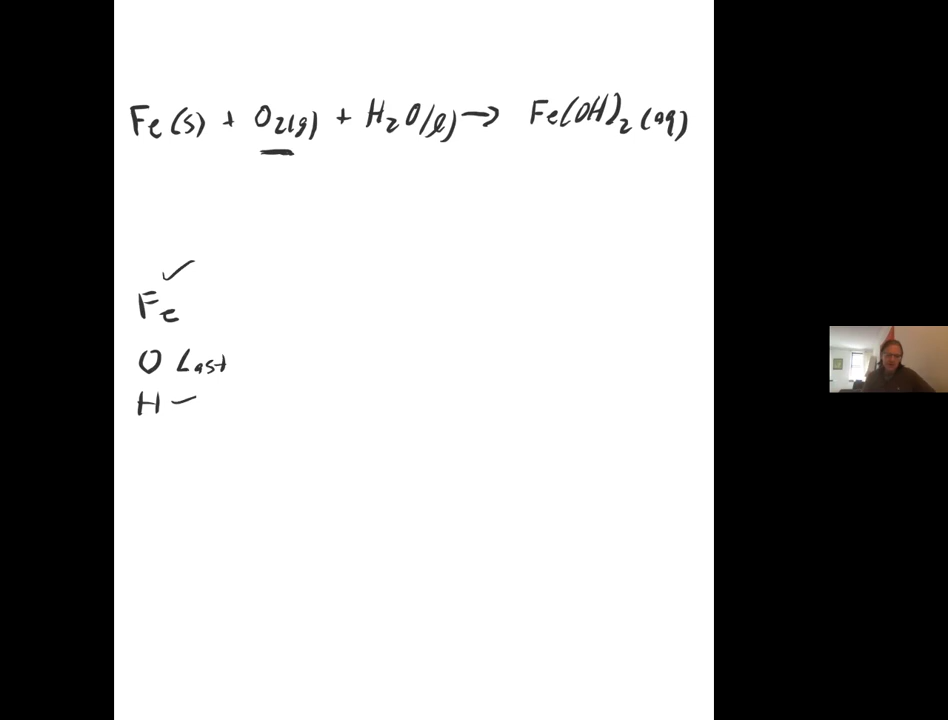 Fe(s) + O₂(g) + H₂O(l) → Fe(OH)₂(aq)
✓
Fe
O Last
H –